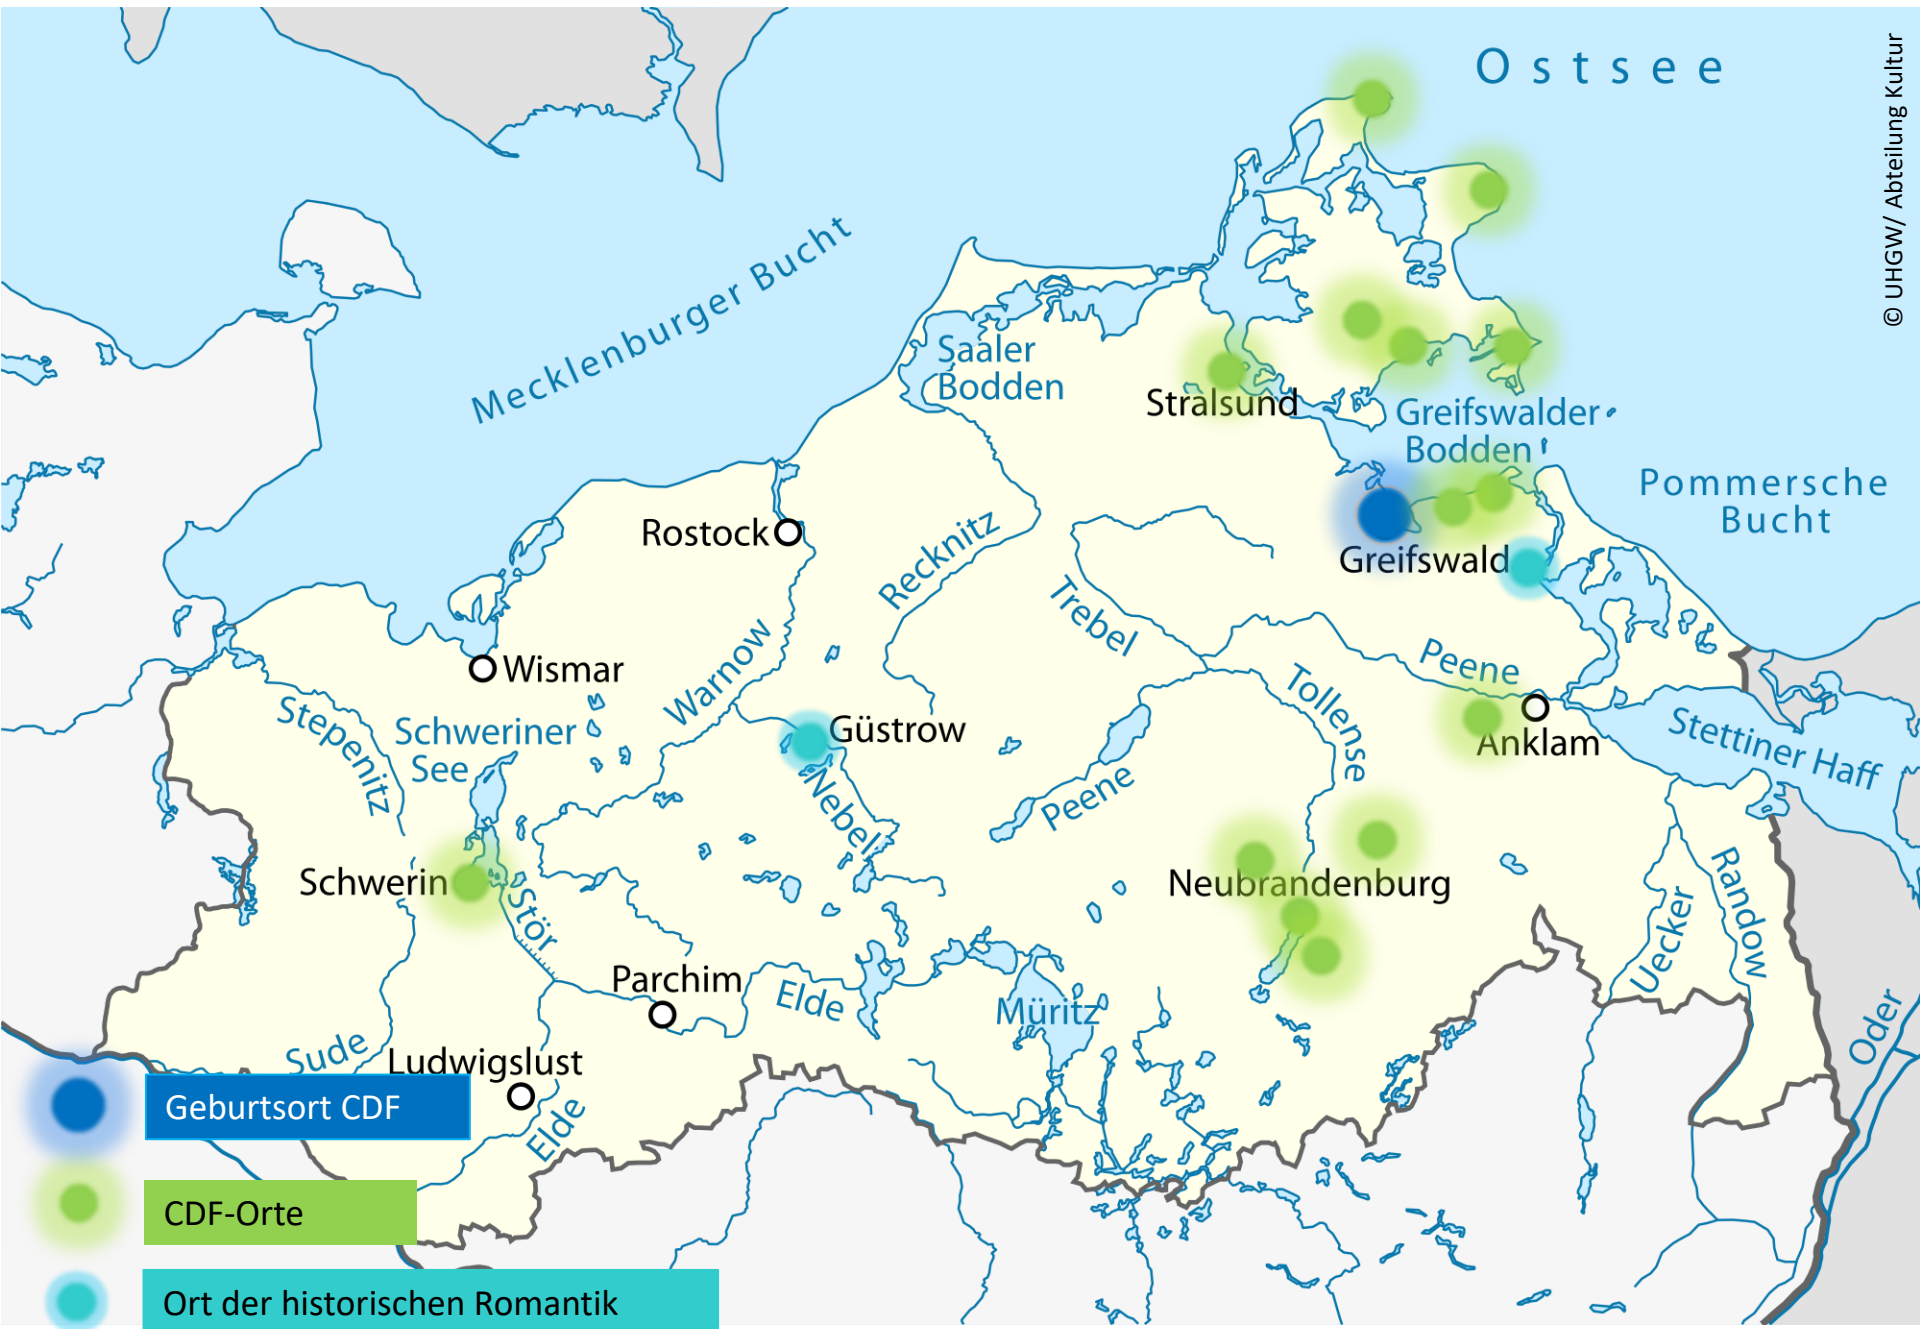 Ostsee
© UHGW/ Abteilung Kultur
Mecklenburger Bucht
Saaler
Bodden
Stralsund
Greifswalder
Bodden
Pommersche
Bucht
Rostock
Recknitz
Greifswald
Trebel
Wismar
Warnow
Peene
Tollense
Stepenitz
Schweriner
See
Güstrow
Anklam
Stettiner Haff
Nebel
Peene
Schwerin
Stör
Neubrandenburg
Uecker
Randow
Parchim
Elde
Müritz
Oder
Sude
Ludwigslust
Elde
Geburtsort CDF
CDF-Orte
Ort der historischen Romantik